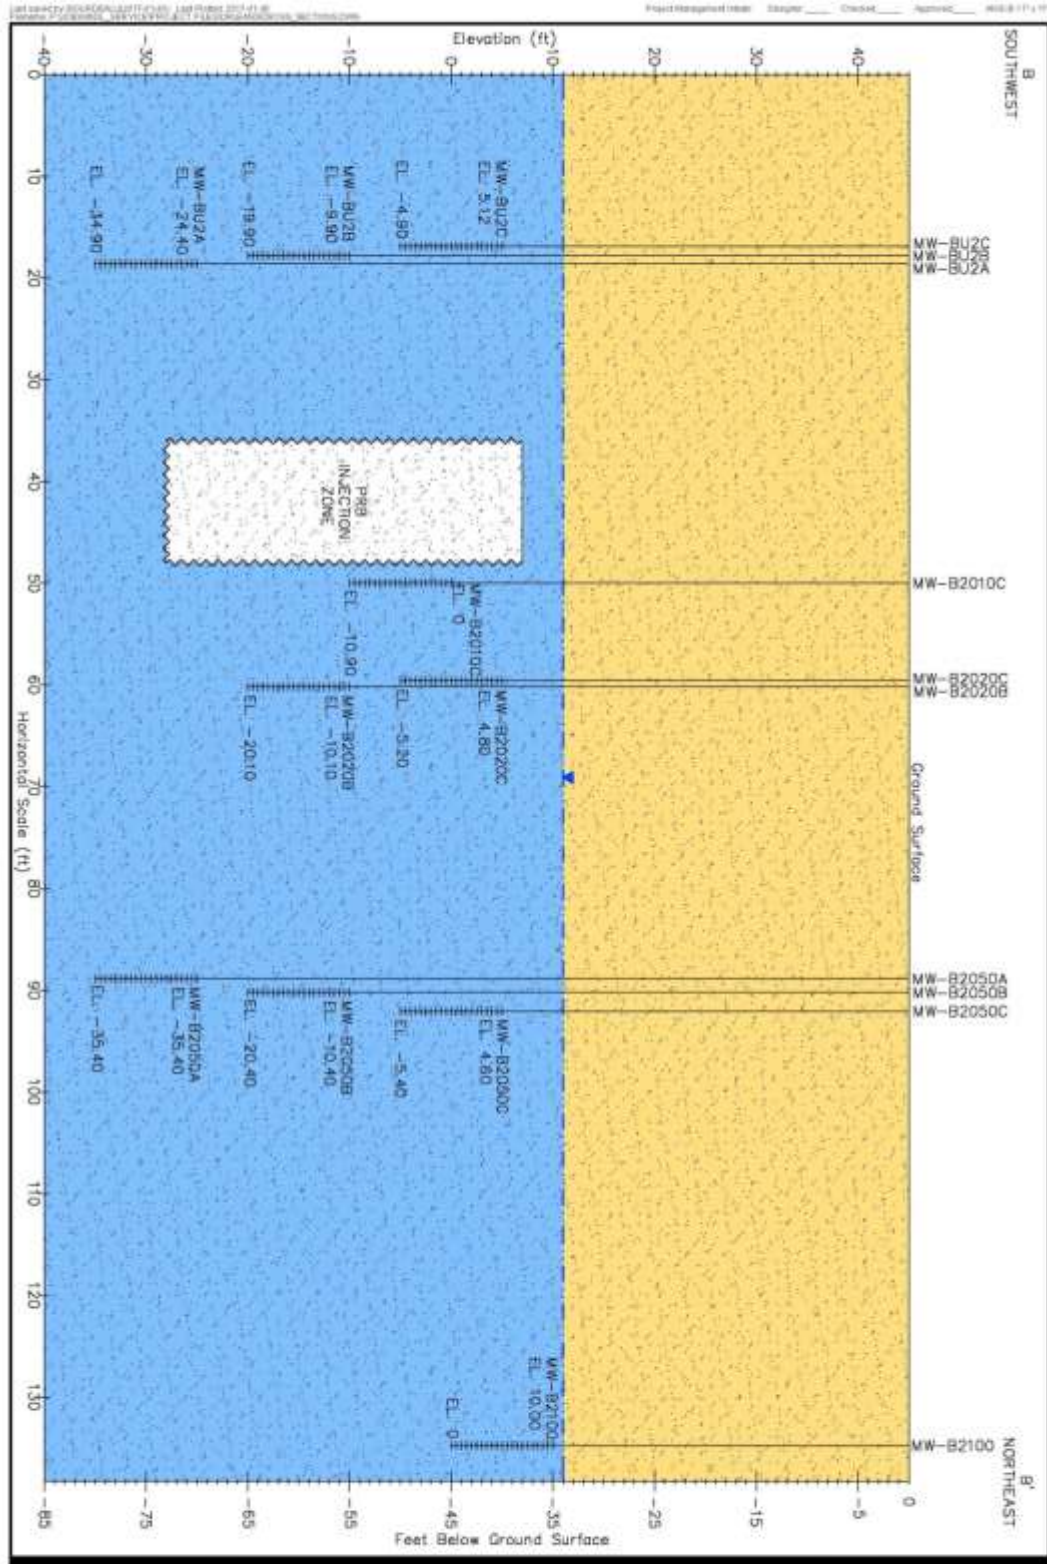 B
SOUTHWEST
B'
NORTHEAST
MW-BU2C
MW-BU2B
MW-BU2A
MW-B2010C
MW-B2020C
MW-B2020B
Ground Surface
MW-B2050A
MW-B2050B
MW-B2050C
MW-B2100
Elevation (ft)
40
20
10
0
-10
-20
-30
-40
Feet Below Ground Surface
0
-5
-15
-25
-35
-45
-55
-65
-75
-85
MW-BU2C
EL. 5.12
EL. -4.90
MW-BU2B
EL. -9.90
EL. -19.90
MW-BU2A
EL. -24.40
EL. -34.90
PRB
INJECTION
ZONE
MW-B2010C
EL. 0
EL. -10.90
MW-B2020C
EL. 4.80
EL. -5.20
MW-B2020B
EL. -10.10
EL. -20.10
MW-B2050C
EL. 4.60
EL. -5.40
MW-B2050B
EL. -10.40
EL. -20.40
MW-B2050A
EL. -35.40
EL. -35.40
MW-B2100
EL. 10.00
EL. 0
0
10
20
30
40
50
60
70
80
90
100
110
120
130
Horizontal Scale (ft)